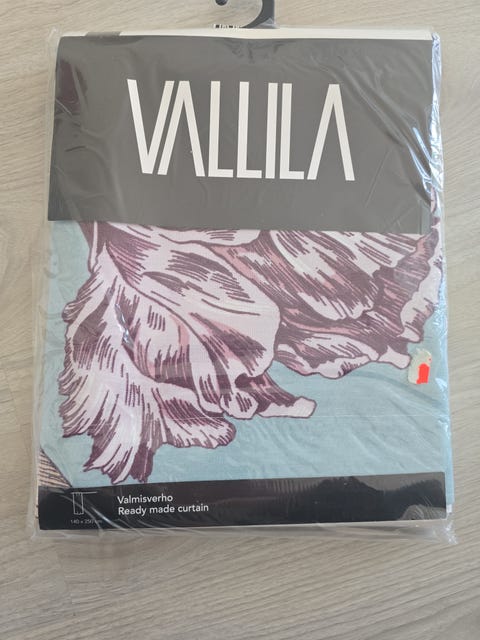 VALLILA
Valmisverho
Ready made curtain
140 x 250 cm